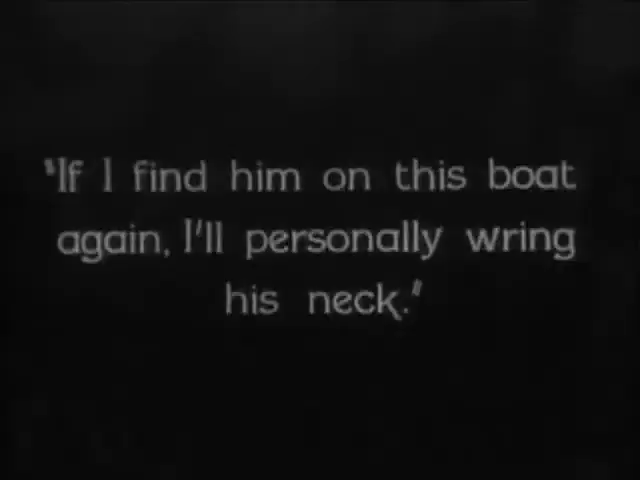 "If I find him on this boat
again, I'll personally wring
his neck."